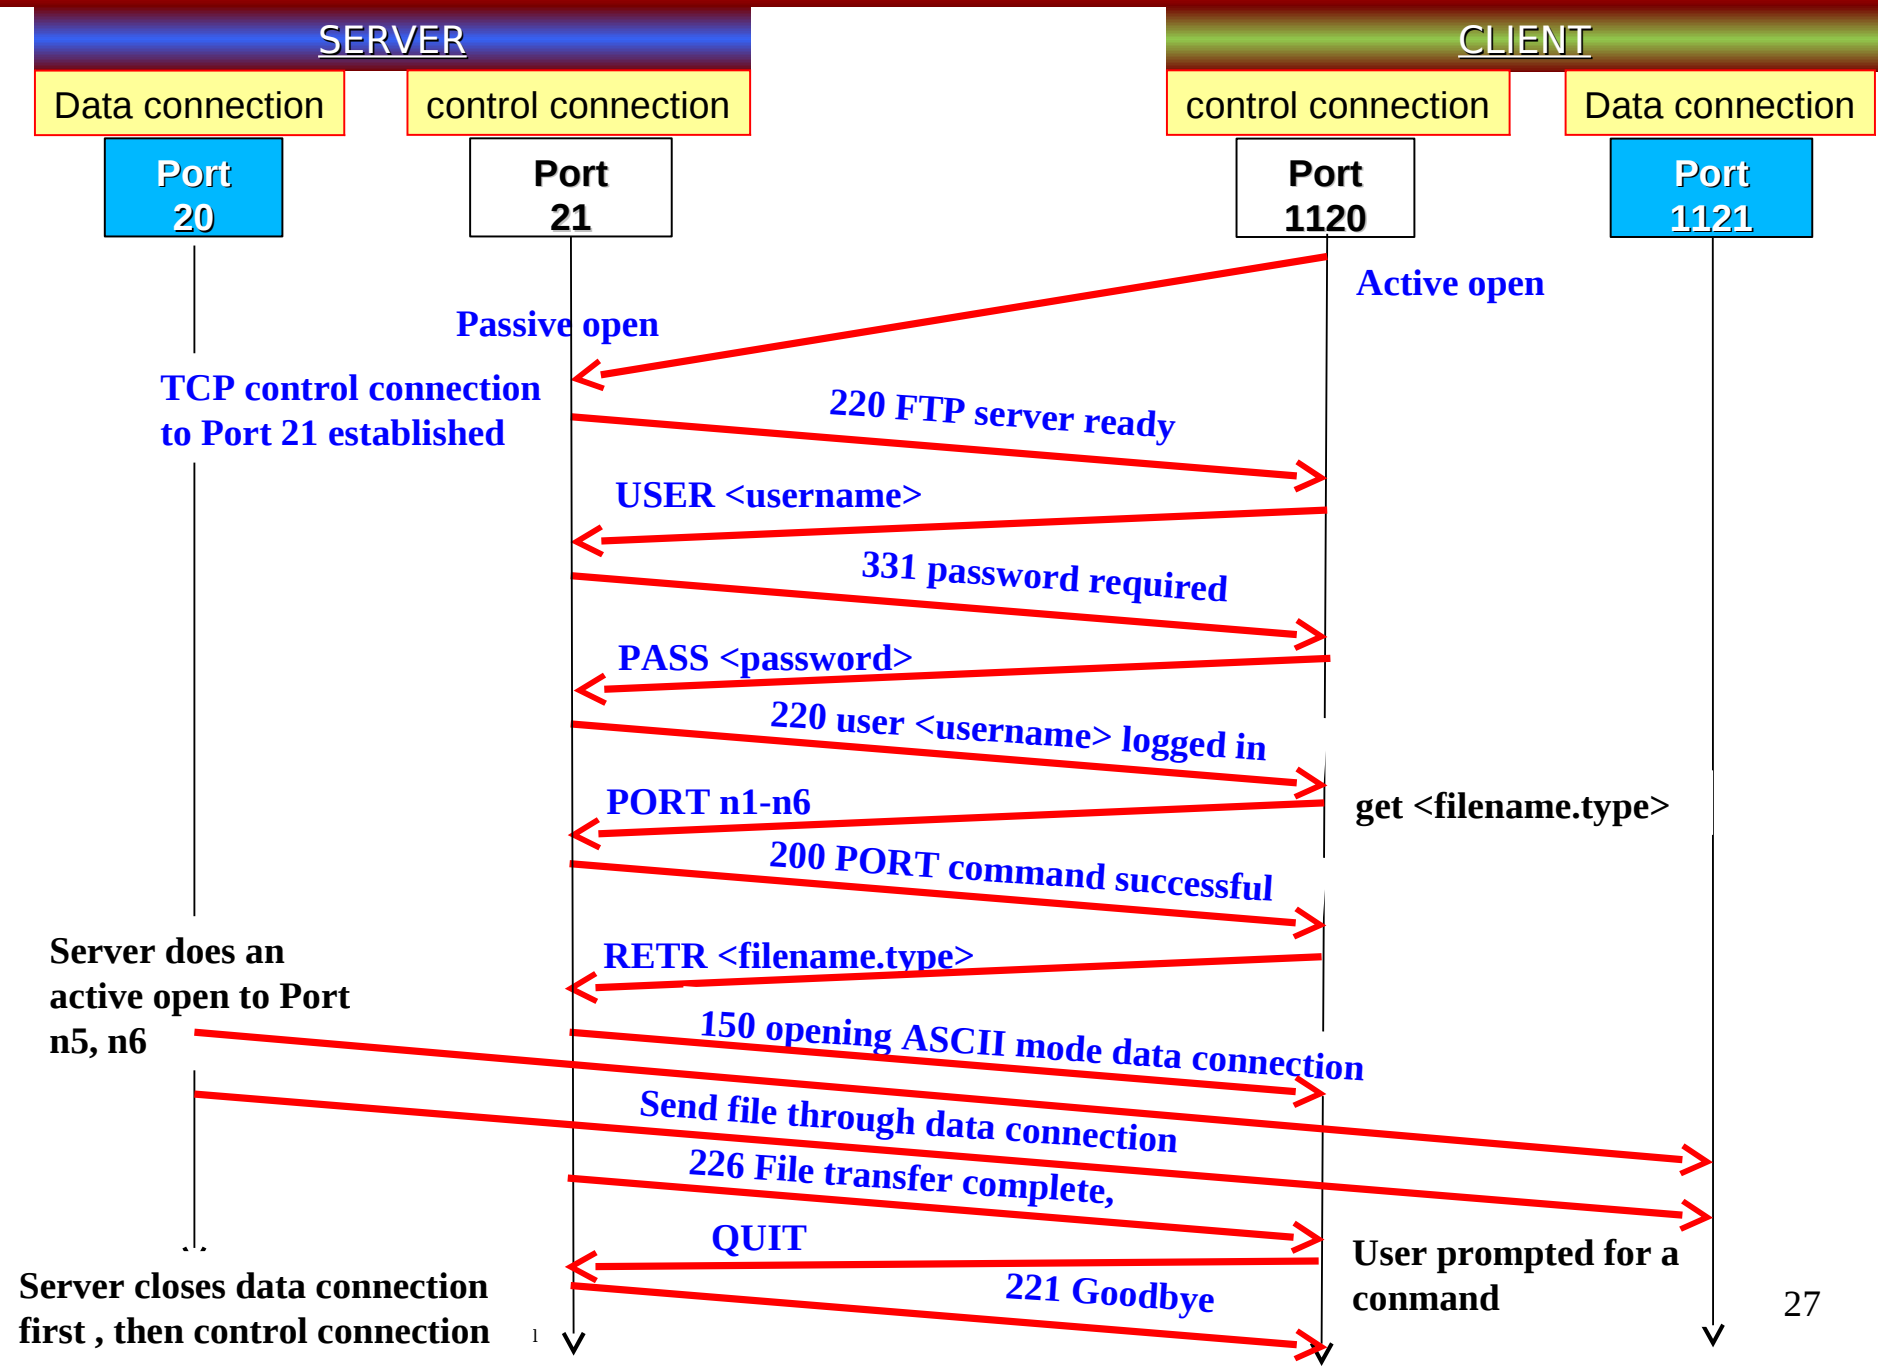 SERVER
CLIENT
Data connection
control connection
control connection
Data connection
Port
20
Port
21
Port
1120
Port
1121
Active open
Passive open
TCP control connection
to Port 21 established
220 FTP server ready
USER <username>
331 password required
PASS <password>
220 user <username> logged in
PORT n1-n6
get <filename.type>
200 PORT command successful
RETR <filename.type>
Server does an
active open to Port
n5, n6
150 opening ASCII mode data connection
Send file through data connection
226 File transfer complete,
QUIT
User prompted for a
conmand
221 Goodbye
Server closes data connection
first , then control connection
l
27